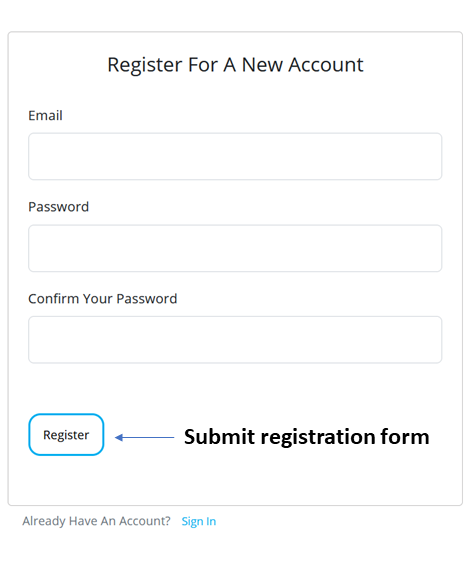 Register For A New Account
Email
Password
Confirm Your Password
Register
Submit registration form
Already Have An Account? Sign In